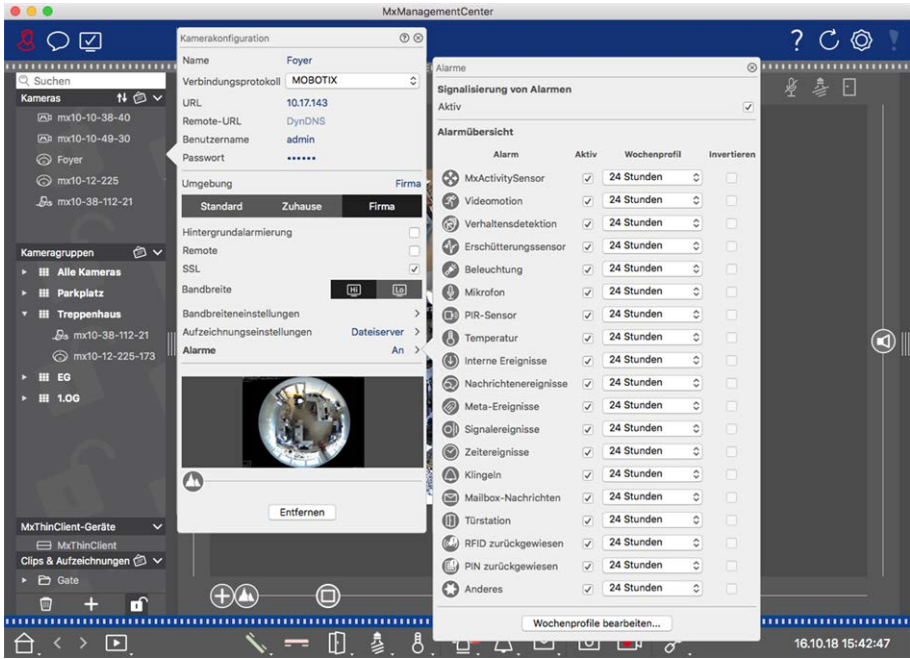 MxManagementCenter
?
Suchen
Kameras
mx10-10-38-40
mx10-10-49-30
Foyer
mx10-12-225
mx10-38-112-21
Kameragruppen
Alle Kameras
Parkplatz
Treppenhaus
mx10-38-112-21
mx10-12-225-173
EG
1.OG
MxThinClient-Geräte
MxThinClient
Clips & Aufzeichnungen
Gate
Kamerakonfiguration
Name Foyer
Verbindungsprotokoll MOBOTIX
URL 10.17.143
Remote-URL DynDNS
Benutzername admin
Passwort ••••••
Umgebung Firma
Standard Zuhause Firma
Hintergrundalarmierung
Remote
SSL
Bandbreite Hi Lo
Bandbreiteneinstellungen
Aufzeichnungseinstellungen Dateiserver
Alarme An
Entfernen
Alarme
Signalisierung von Alarmen
Aktiv
Alarmübersicht
Alarm Aktiv Wochenprofil Invertieren
MxActivitySensor 24 Stunden
Videomotion 24 Stunden
Verhaltensdetektion 24 Stunden
Erschütterungssensor 24 Stunden
Beleuchtung 24 Stunden
Mikrofon 24 Stunden
PIR-Sensor 24 Stunden
Temperatur 24 Stunden
Interne Ereignisse 24 Stunden
Nachrichtenereignisse 24 Stunden
Meta-Ereignisse 24 Stunden
Signalereignisse 24 Stunden
Zeitereignisse 24 Stunden
Klingeln 24 Stunden
Mailbox-Nachrichten 24 Stunden
Türstation 24 Stunden
RFID zurückgewiesen 24 Stunden
PIN zurückgewiesen 24 Stunden
Anderes 24 Stunden
Wochenprofile bearbeiten...
16.10.18 15:42:47